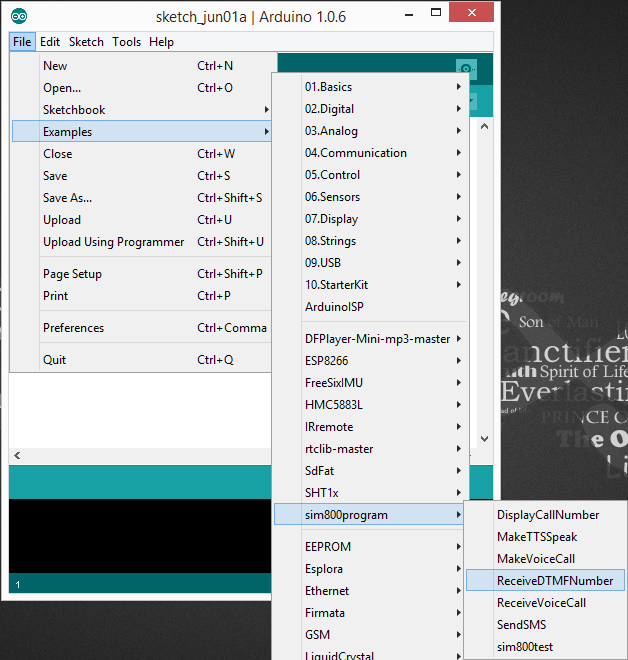 sketch_jun01a | Arduino 1.0.6
File Edit Sketch Tools Help
New Ctrl+N
Open... Ctrl+O
Sketchbook
Examples
Close Ctrl+W
Save Ctrl+S
Save As... Ctrl+Shift+S
Upload Ctrl+U
Upload Using Programmer Ctrl+Shift+U
Page Setup Ctrl+Shift+P
Print Ctrl+P
Preferences Ctrl+Comma
Quit Ctrl+Q
01.Basics
02.Digital
03.Analog
04.Communication
05.Control
06.Sensors
07.Display
08.Strings
09.USB
10.StarterKit
ArduinoISP
DFPlayer-Mini-mp3-master
ESP8266
FreeSixIMU
HMC5883L
IRremote
rtclib-master
SdFat
SHT1x
sim800program
EEPROM
Esplora
Ethernet
Firmata
GSM
LiquidCrystal
DisplayCallNumber
MakeTTSSpeak
MakeVoiceCall
ReceiveDTMFNumber
ReceiveVoiceCall
SendSMS
sim800test
1
Son of Man
Spirit of Life
Everlastin
The O